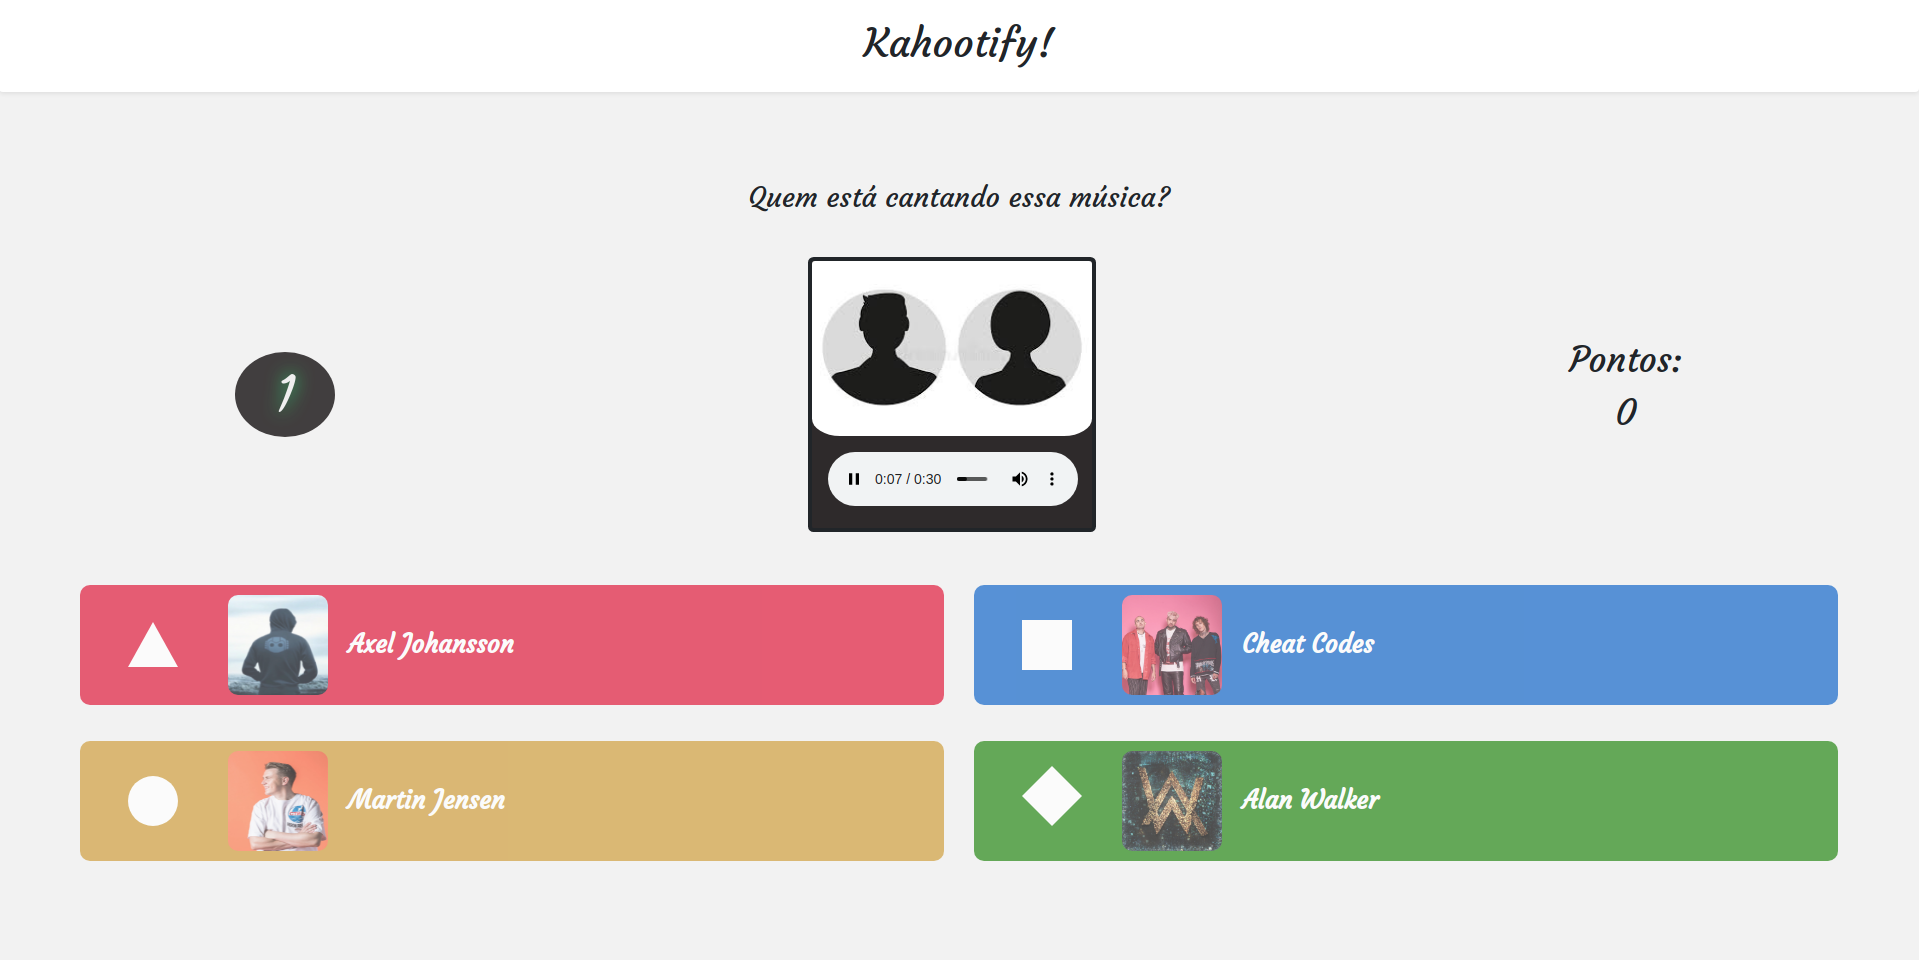 Kahootify!
Quem está cantando essa música?
1
Pontos:
0
0:07 / 0:30
Axel Johansson
Cheat Codes
Martin Jensen
Alan Walker